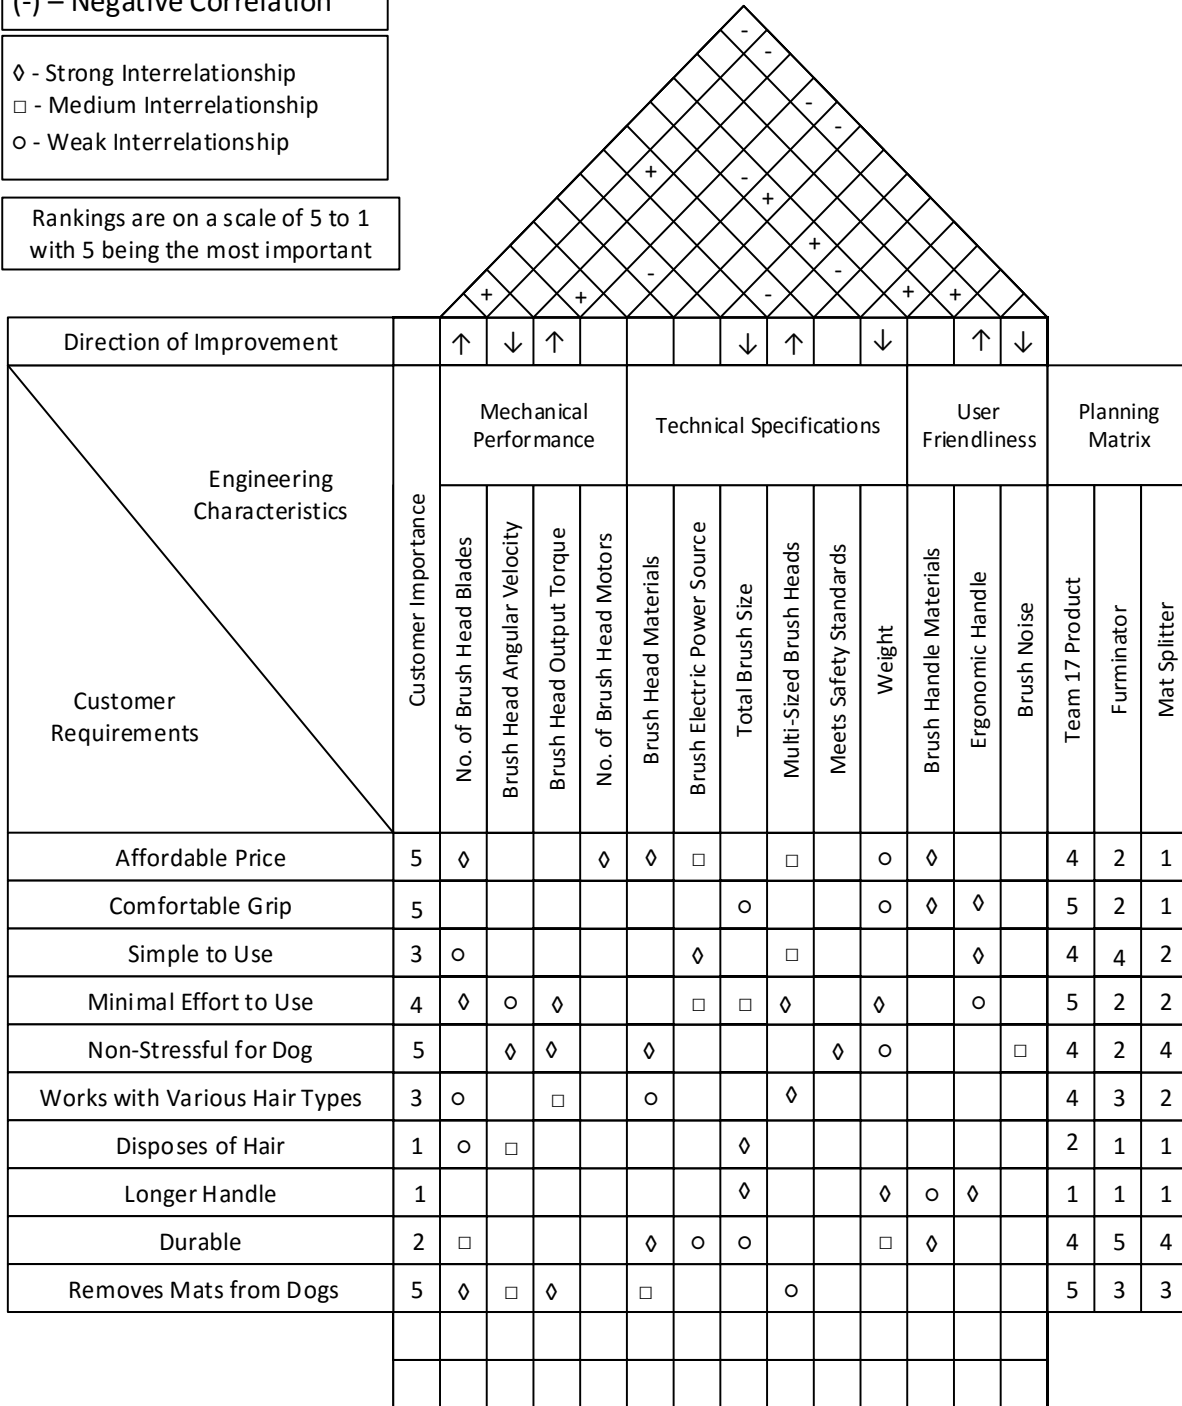 (-) – Negative Correlation
◊ - Strong Interrelationship
□ - Medium Interrelationship
○ - Weak Interrelationship
Rankings are on a scale of 5 to 1
with 5 being the most important
-
-
-
-
+ -
+
+
- -
+ + - + +
Direction of Improvement ↑ ↓ ↑ ↓ ↑ ↓ ↑ ↓
Mechanical
Performance
Technical Specifications
User
Friendliness
Planning
Matrix
Engineering
Characteristics
Customer
Requirements
Customer Importance
No. of Brush Head Blades
Brush Head Angular Velocity
Brush Head Output Torque
No. of Brush Head Motors
Brush Head Materials
Brush Electric Power Source
Total Brush Size
Multi-Sized Brush Heads
Meets Safety Standards
Weight
Brush Handle Materials
Ergonomic Handle
Brush Noise
Team 17 Product
Furminator
Mat Splitter
Affordable Price 5 ◊ ◊ ◊ □ □ ○ ◊ 4 2 1
Comfortable Grip 5 ○ ○ ◊ ◊ 5 2 1
Simple to Use 3 ○ ◊ □ ◊ 4 4 2
Minimal Effort to Use 4 ◊ ○ ◊ □ □ ◊ ◊ ○ 5 2 2
Non-Stressful for Dog 5 ◊ ◊ ◊ ◊ ○ □ 4 2 4
Works with Various Hair Types 3 ○ □ ○ ◊ 4 3 2
Disposes of Hair 1 ○ □ ◊ 2 1 1
Longer Handle 1 ◊ ◊ ○ ◊ 1 1 1
Durable 2 □ ◊ ○ ○ □ ◊ 4 5 4
Removes Mats from Dogs 5 ◊ □ ◊ □ ○ 5 3 3